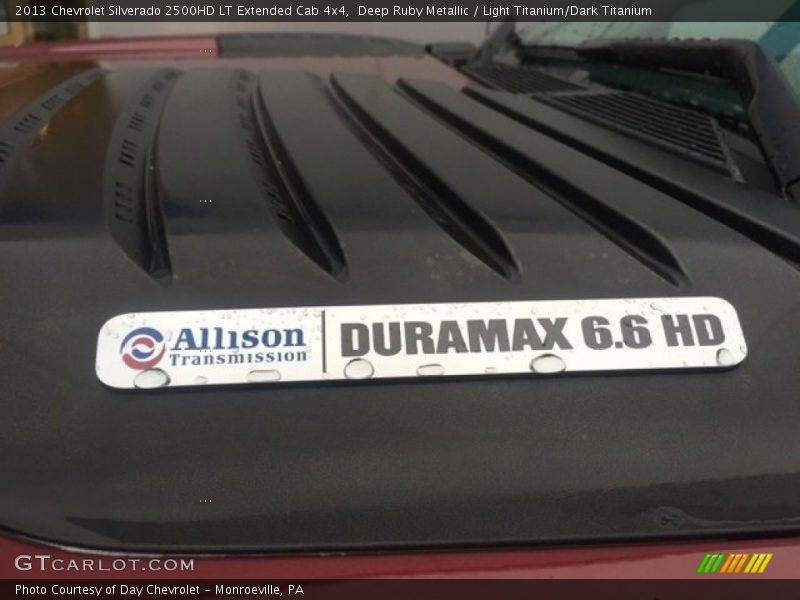 2013 Chevrolet Silverado 2500HD LT Extended Cab 4x4,  Deep Ruby Metallic / Light Titanium/Dark Titanium
Allison
Transmission
DURAMAX 6.6 HD
GTCARLOT.COM
Photo Courtesy of Day Chevrolet - Monroeville, PA